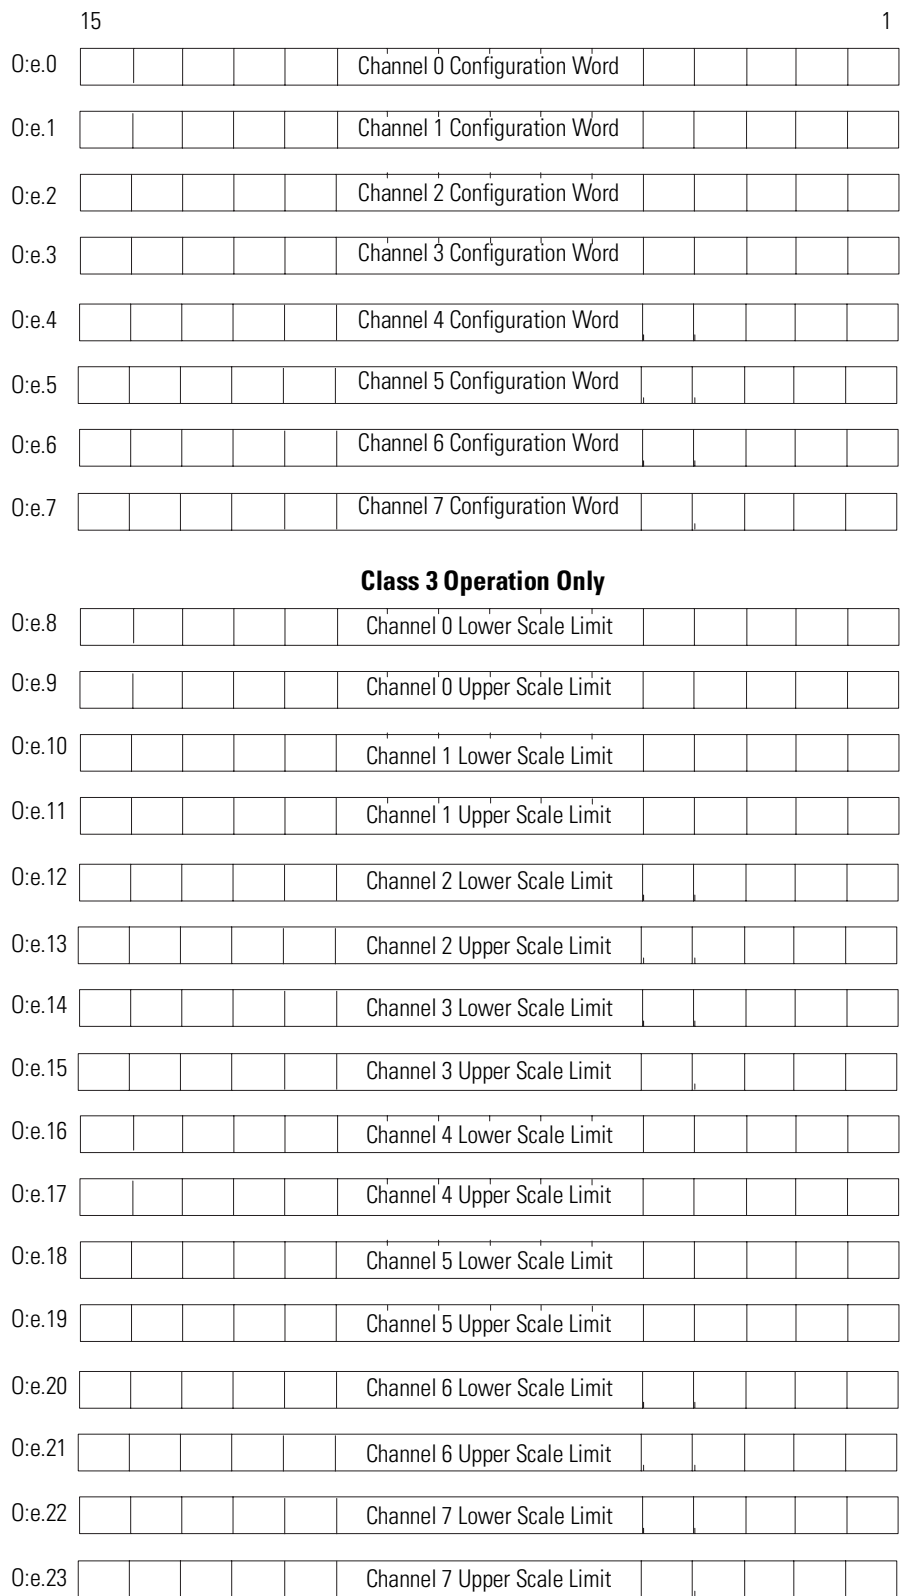 15 1
O:e.0 Channel 0 Configuration Word
O:e.1 Channel 1 Configuration Word
O:e.2 Channel 2 Configuration Word
O:e.3 Channel 3 Configuration Word
O:e.4 Channel 4 Configuration Word
O:e.5 Channel 5 Configuration Word
O:e.6 Channel 6 Configuration Word
O:e.7 Channel 7 Configuration Word
Class 3 Operation Only
O:e.8 Channel 0 Lower Scale Limit
O:e.9 Channel 0 Upper Scale Limit
O:e.10 Channel 1 Lower Scale Limit
O:e.11 Channel 1 Upper Scale Limit
O:e.12 Channel 2 Lower Scale Limit
O:e.13 Channel 2 Upper Scale Limit
O:e.14 Channel 3 Lower Scale Limit
O:e.15 Channel 3 Upper Scale Limit
O:e.16 Channel 4 Lower Scale Limit
O:e.17 Channel 4 Upper Scale Limit
O:e.18 Channel 5 Lower Scale Limit
O:e.19 Channel 5 Upper Scale Limit
O:e.20 Channel 6 Lower Scale Limit
O:e.21 Channel 6 Upper Scale Limit
O:e.22 Channel 7 Lower Scale Limit
O:e.23 Channel 7 Upper Scale Limit